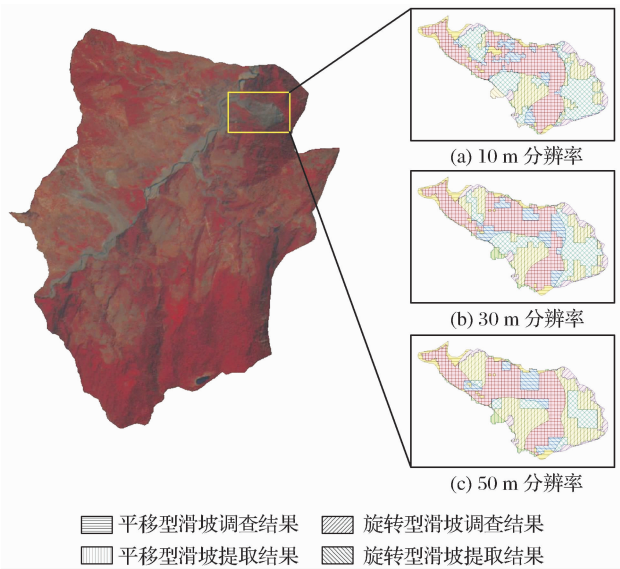 (a) 10 m 分辨率
(b) 30 m 分辨率
(c) 50 m 分辨率
平移型滑坡调查结果 旋转型滑坡调查结果
平移型滑坡提取结果 旋转型滑坡提取结果